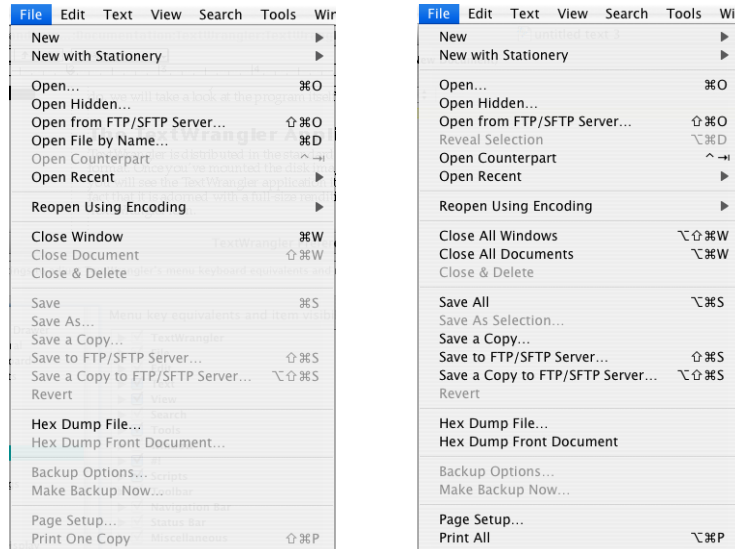 File Edit Text View Search Tools Wir
New ▶
New with Stationery ▶
Open... ⌘O
Open Hidden...
Open from FTP/SFTP Server... ⇧⌘O
Open File by Name... ⌘D
Open Counterpart ^⇥
Open Recent ▶
Reopen Using Encoding ▶
Close Window ⌘W
Close Document ⇧⌘W
Close & Delete
Save ⌘S
Save As...
Save a Copy...
Save to FTP/SFTP Server... ⇧⌘S
Save a Copy to FTP/SFTP Server... ⌥⇧⌘S
Revert
Hex Dump File...
Hex Dump Front Document...
Backup Options...
Make Backup Now...
Page Setup...
Print One Copy ⇧⌘P
File Edit Text View Search Tools Wi
New ▶
New with Stationery ▶
Open... ⌘O
Open Hidden...
Open from FTP/SFTP Server... ⇧⌘O
Reveal Selection ⌥⌘D
Open Counterpart ^⇥
Open Recent ▶
Reopen Using Encoding ▶
Close All Windows ⌥⇧⌘W
Close All Documents ⌥⌘W
Close & Delete
Save All ⌥⌘S
Save As Selection...
Save a Copy...
Save to FTP/SFTP Server... ⇧⌘S
Save a Copy to FTP/SFTP Server... ⌥⇧⌘S
Revert
Hex Dump File...
Hex Dump Front Document
Backup Options...
Make Backup Now...
Page Setup...
Print All ⌥⌘P